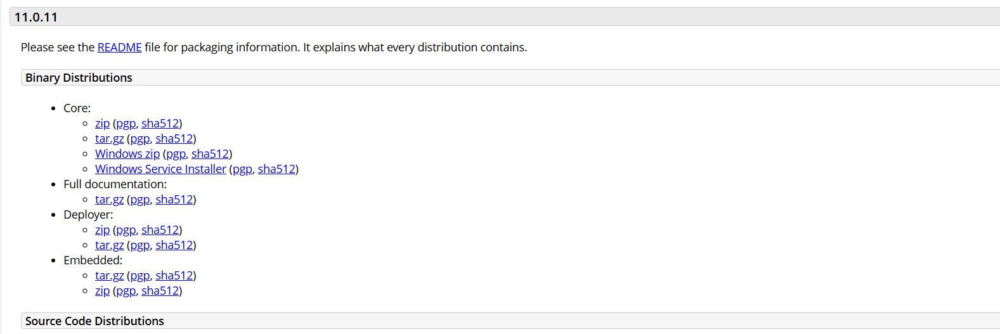 11.0.11
Please see the README file for packaging information. It explains what every distribution contains.
Binary Distributions
• Core:
◦ zip (pgp, sha512)
◦ tar.gz (pgp, sha512)
◦ Windows zip (pgp, sha512)
◦ Windows Service Installer (pgp, sha512)
• Full documentation:
◦ tar.gz (pgp, sha512)
• Deployer:
◦ zip (pgp, sha512)
◦ tar.gz (pgp, sha512)
• Embedded:
◦ tar.gz (pgp, sha512)
◦ zip (pgp, sha512)
Source Code Distributions